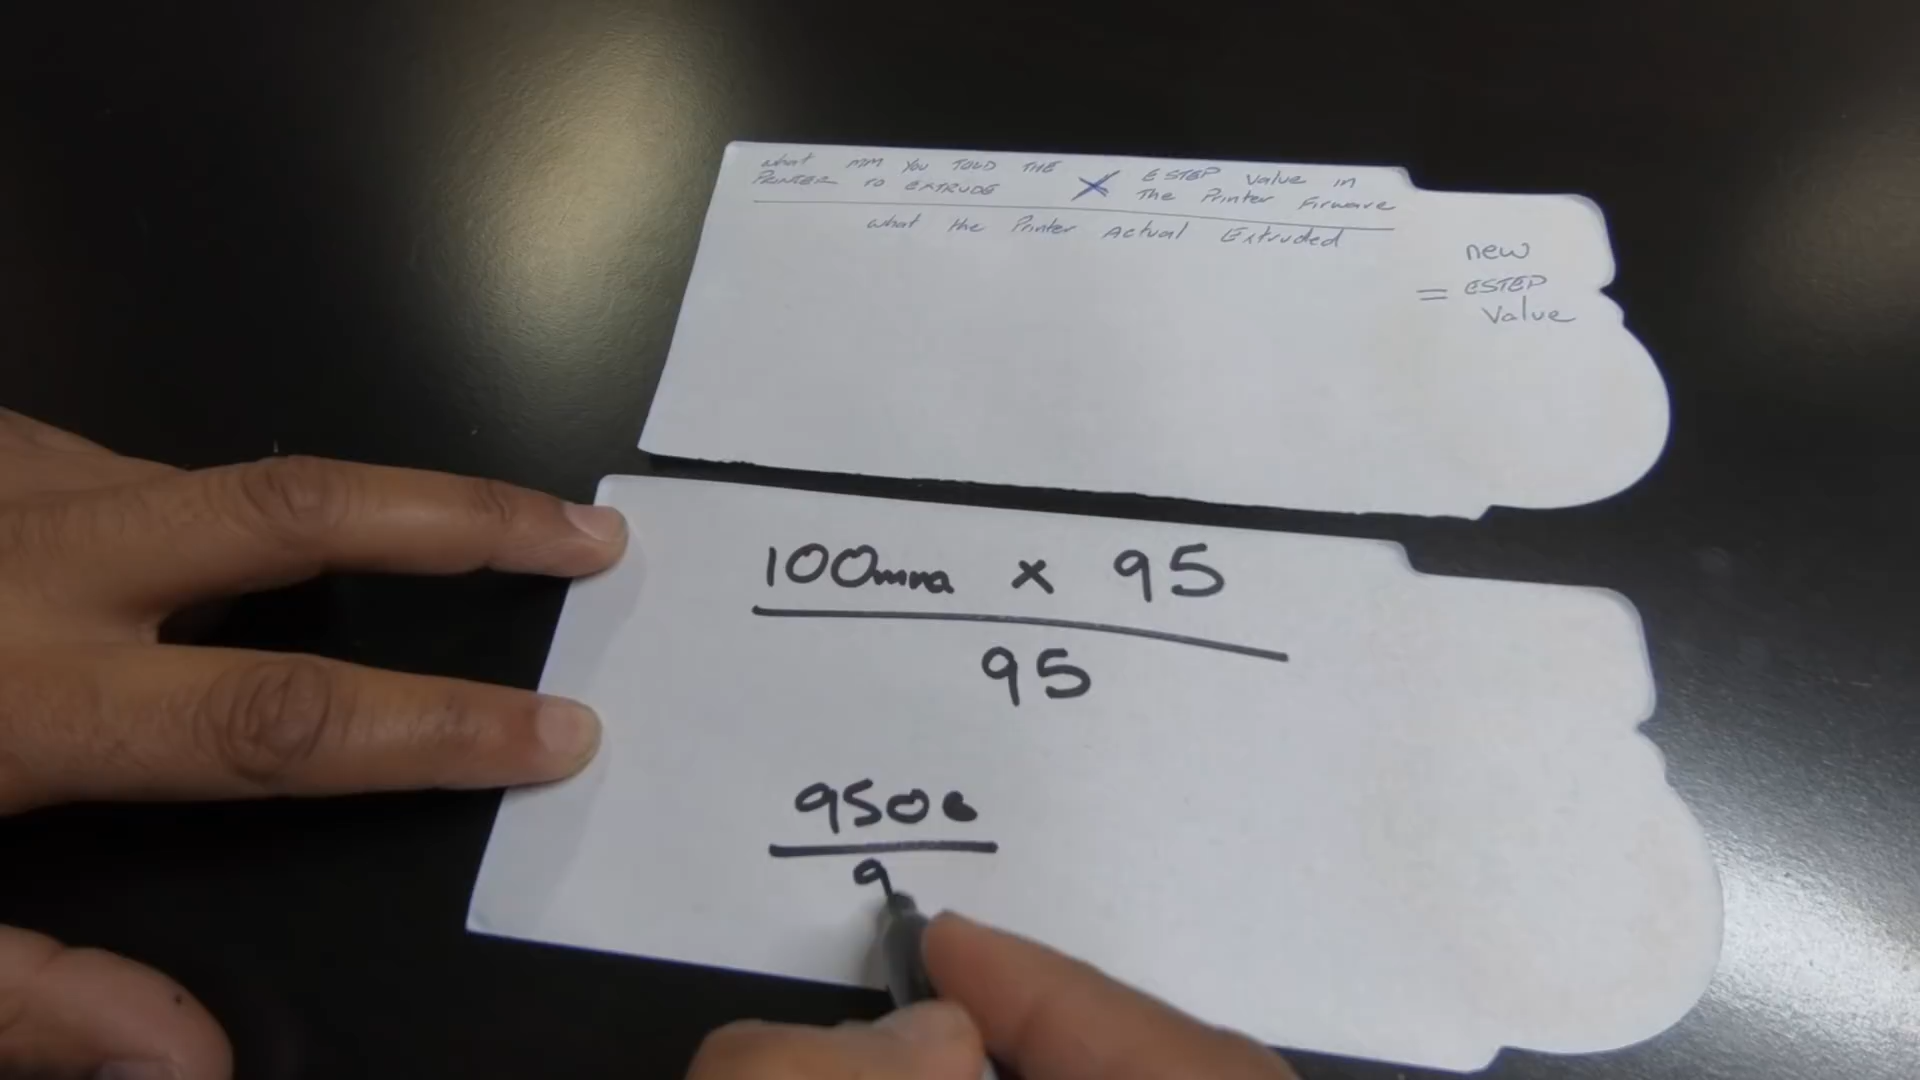 what MM YOU TOLD THE
PRINTER TO EXTRUDE
X
ESTEP Value in
The Printer Firware
what the Printer Actual Extruded
= new
ESTEP
Value
100mm x 95
95
9500
9